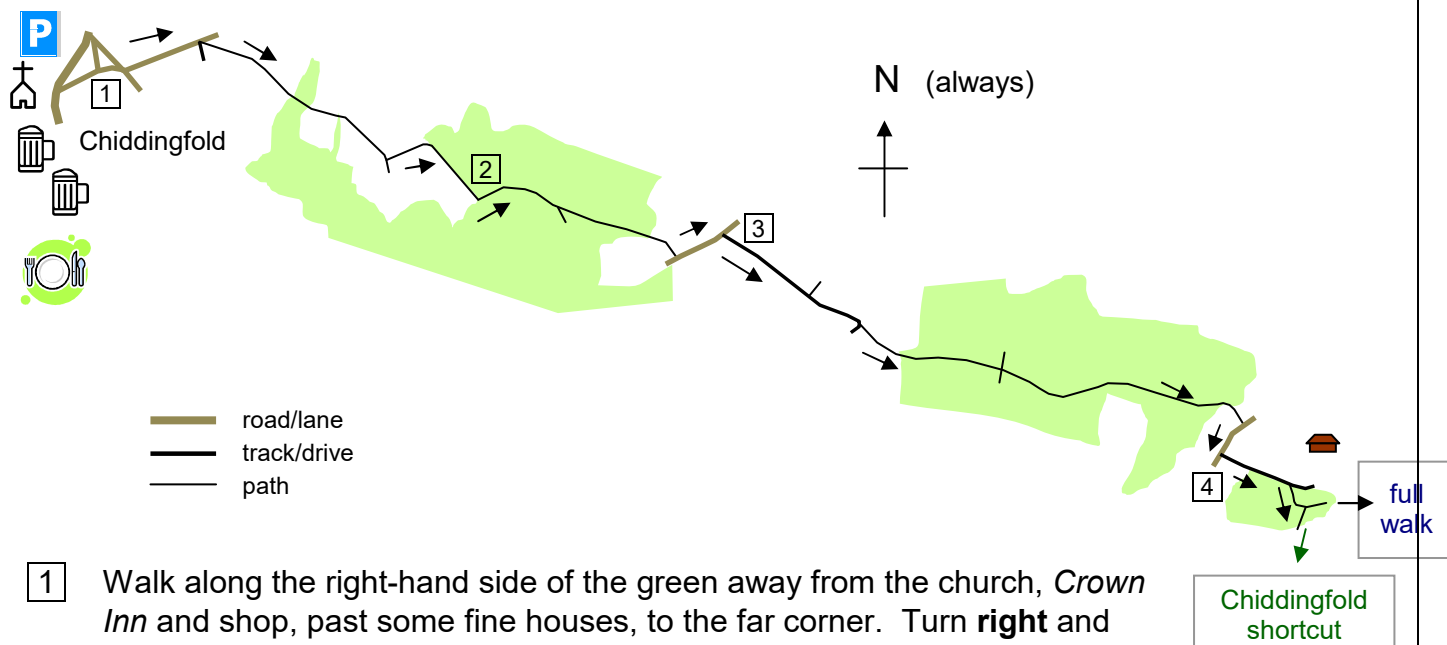 P
N (always)
1
Chiddingfold
2
3
road/lane
track/drive
path
4
full
walk
1 Walk along the right-hand side of the green away from the church, Crown
Inn and shop, past some fine houses, to the far corner. Turn right and
Chiddingfold
shortcut